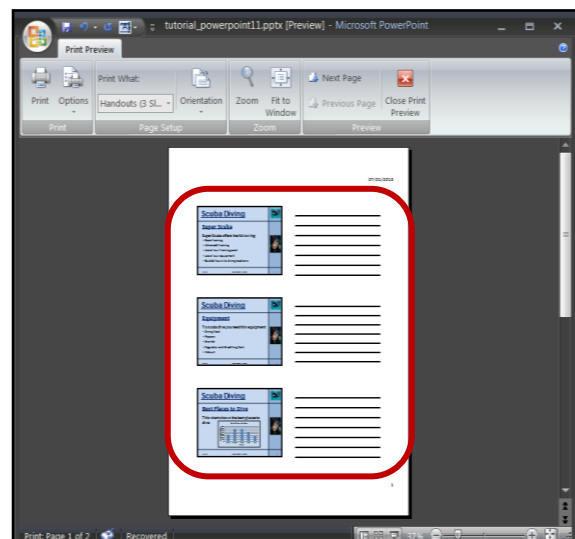 tutorial_powerpoint11.pptx [Preview] - Microsoft PowerPoint
Print Preview
Print What:
Next Page
Handouts (3 Sl...
Previous Page
Print Options Orientation Zoom Fit to Window Close Print Preview
Print Page Setup Zoom Preview
Scuba Diving
Super Scuba
Scuba Diving
Equipment
Scuba Diving
Best Places to Dive
1
Print: Page 1 of 2 Recovered 37%